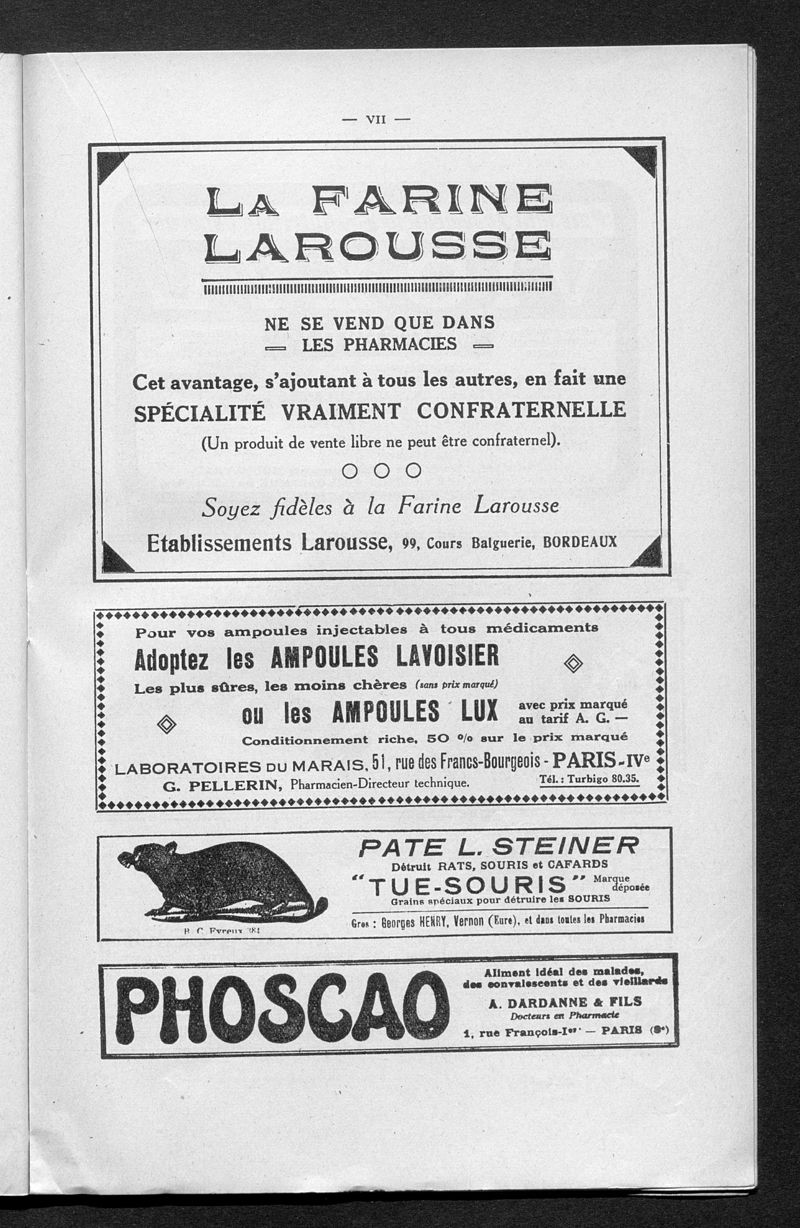 — VII —
LA FARINE
LAROUSSE
NE SE VEND QUE DANS
LES PHARMACIES
Cet avantage, s'ajoutant à tous les autres, en fait une
SPÉCIALITÉ VRAIMENT CONFRATERNELLE
(Un produit de vente libre ne peut être confraternel).
Soyez fidèles à la Farine Larousse
Etablissements Larousse, 99, Cours Balguerie, BORDEAUX
Pour vos ampoules injectables à tous médicaments
Adoptez les AMPOULES LAVOISIER
Les plus sûres, les moins chères (sans prix marqué)
ou les AMPOULES LUX avec prix marqué
au tarif A. G. —
Conditionnement riche, 50 % sur le prix marqué
LABORATOIRES DU MARAIS, 51, rue des Francs-Bourgeois - PARIS-IVe
G. PELLERIN, Pharmacien-Directeur technique. Tél. : Turbigo 80.35.
PATE L. STEINER
Détruit RATS, SOURIS et CAFARDS
"TUE-SOURIS" Marque
déposée
Grains spéciaux pour détruire les SOURIS
Gros : Georges HENRY, Vernon (Eure), et dans toutes les Pharmacies
R. C. Evreux 384
PHOSCAO
Aliment idéal des malades,
des convalescents et des vieillards
A. DARDANNE & FILS
Docteurs en Pharmacie
1, rue François-Ier — PARIS (8e)